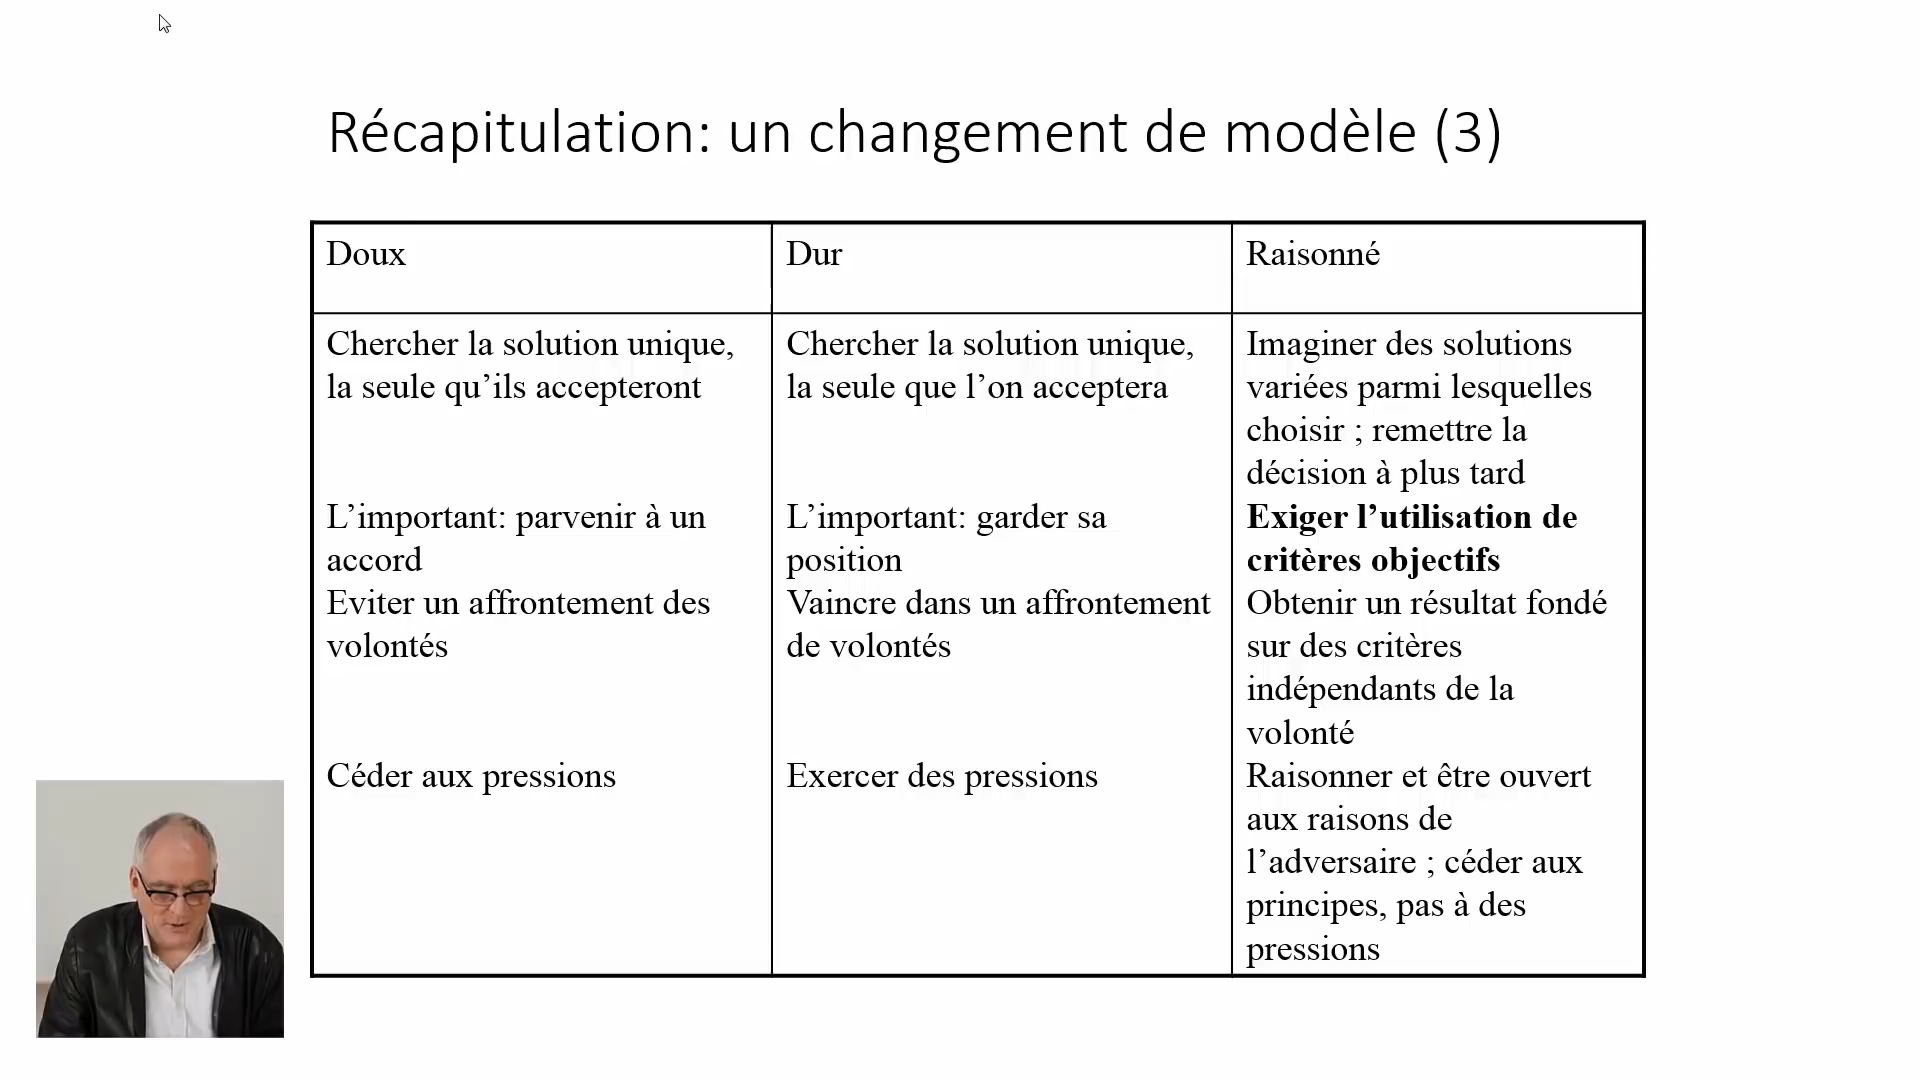 Récapitulation: un changement de modèle (3)
Doux
Dur
Raisonné
Chercher la solution unique,
la seule qu’ils accepteront
L’important: parvenir à un
accord
Eviter un affrontement des
volontés
Céder aux pressions
Chercher la solution unique,
la seule que l’on acceptera
L’important: garder sa
position
Vaincre dans un affrontement
de volontés
Exercer des pressions
Imaginer des solutions
variées parmi lesquelles
choisir ; remettre la
décision à plus tard
Exiger l’utilisation de
critères objectifs
Obtenir un résultat fondé
sur des critères
indépendants de la
volonté
Raisonner et être ouvert
aux raisons de
l’adversaire ; céder aux
principes, pas à des
pressions